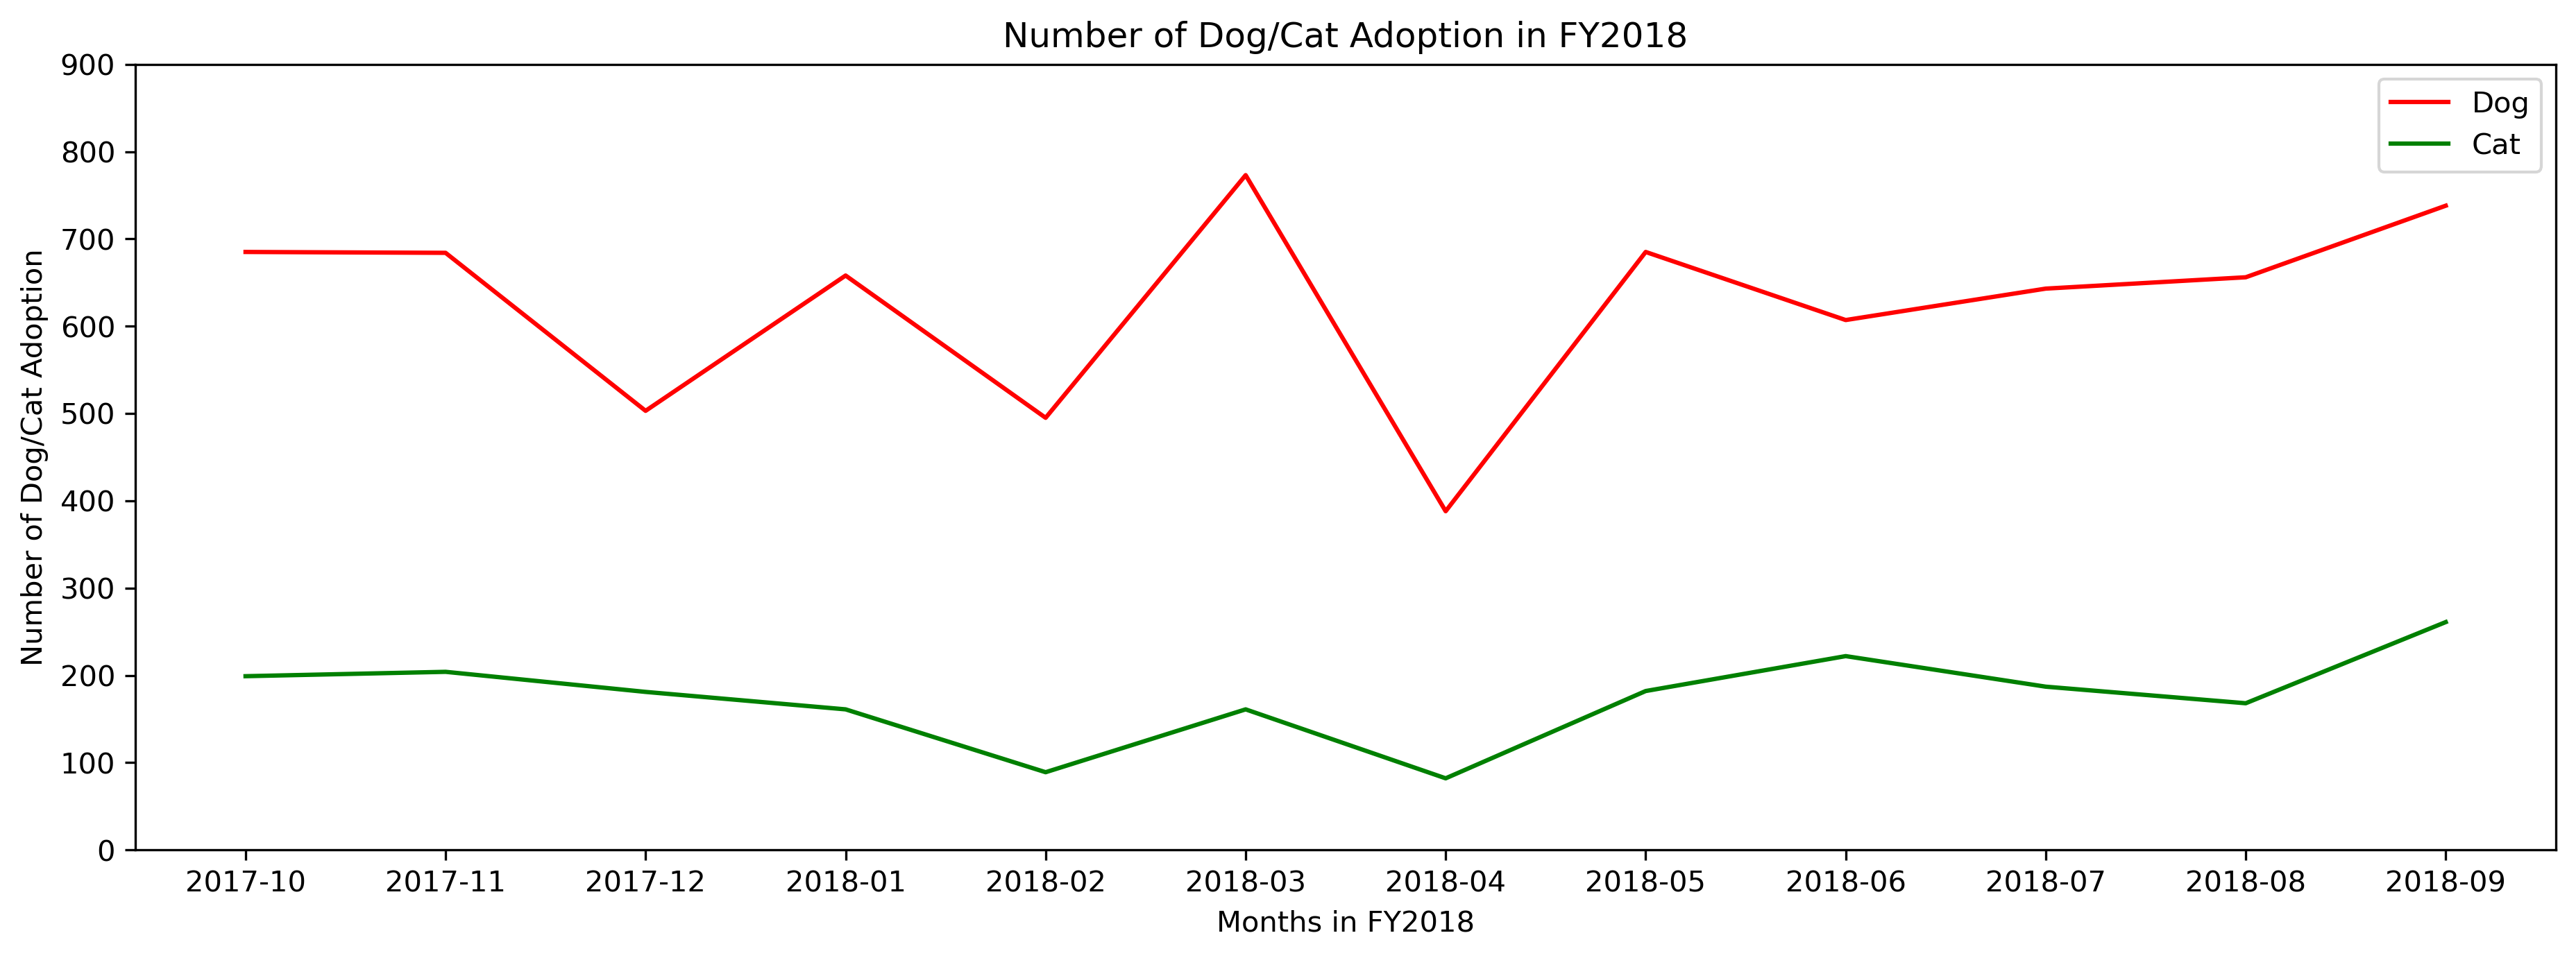 Number of Dog/Cat Adoption in FY2018
Dog
Cat
Number of Dog/Cat Adoption
900
800
700
600
500
400
300
200
100
0
2017-10 2017-11 2017-12 2018-01 2018-02 2018-03 2018-04 2018-05 2018-06 2018-07 2018-08 2018-09
Months in FY2018